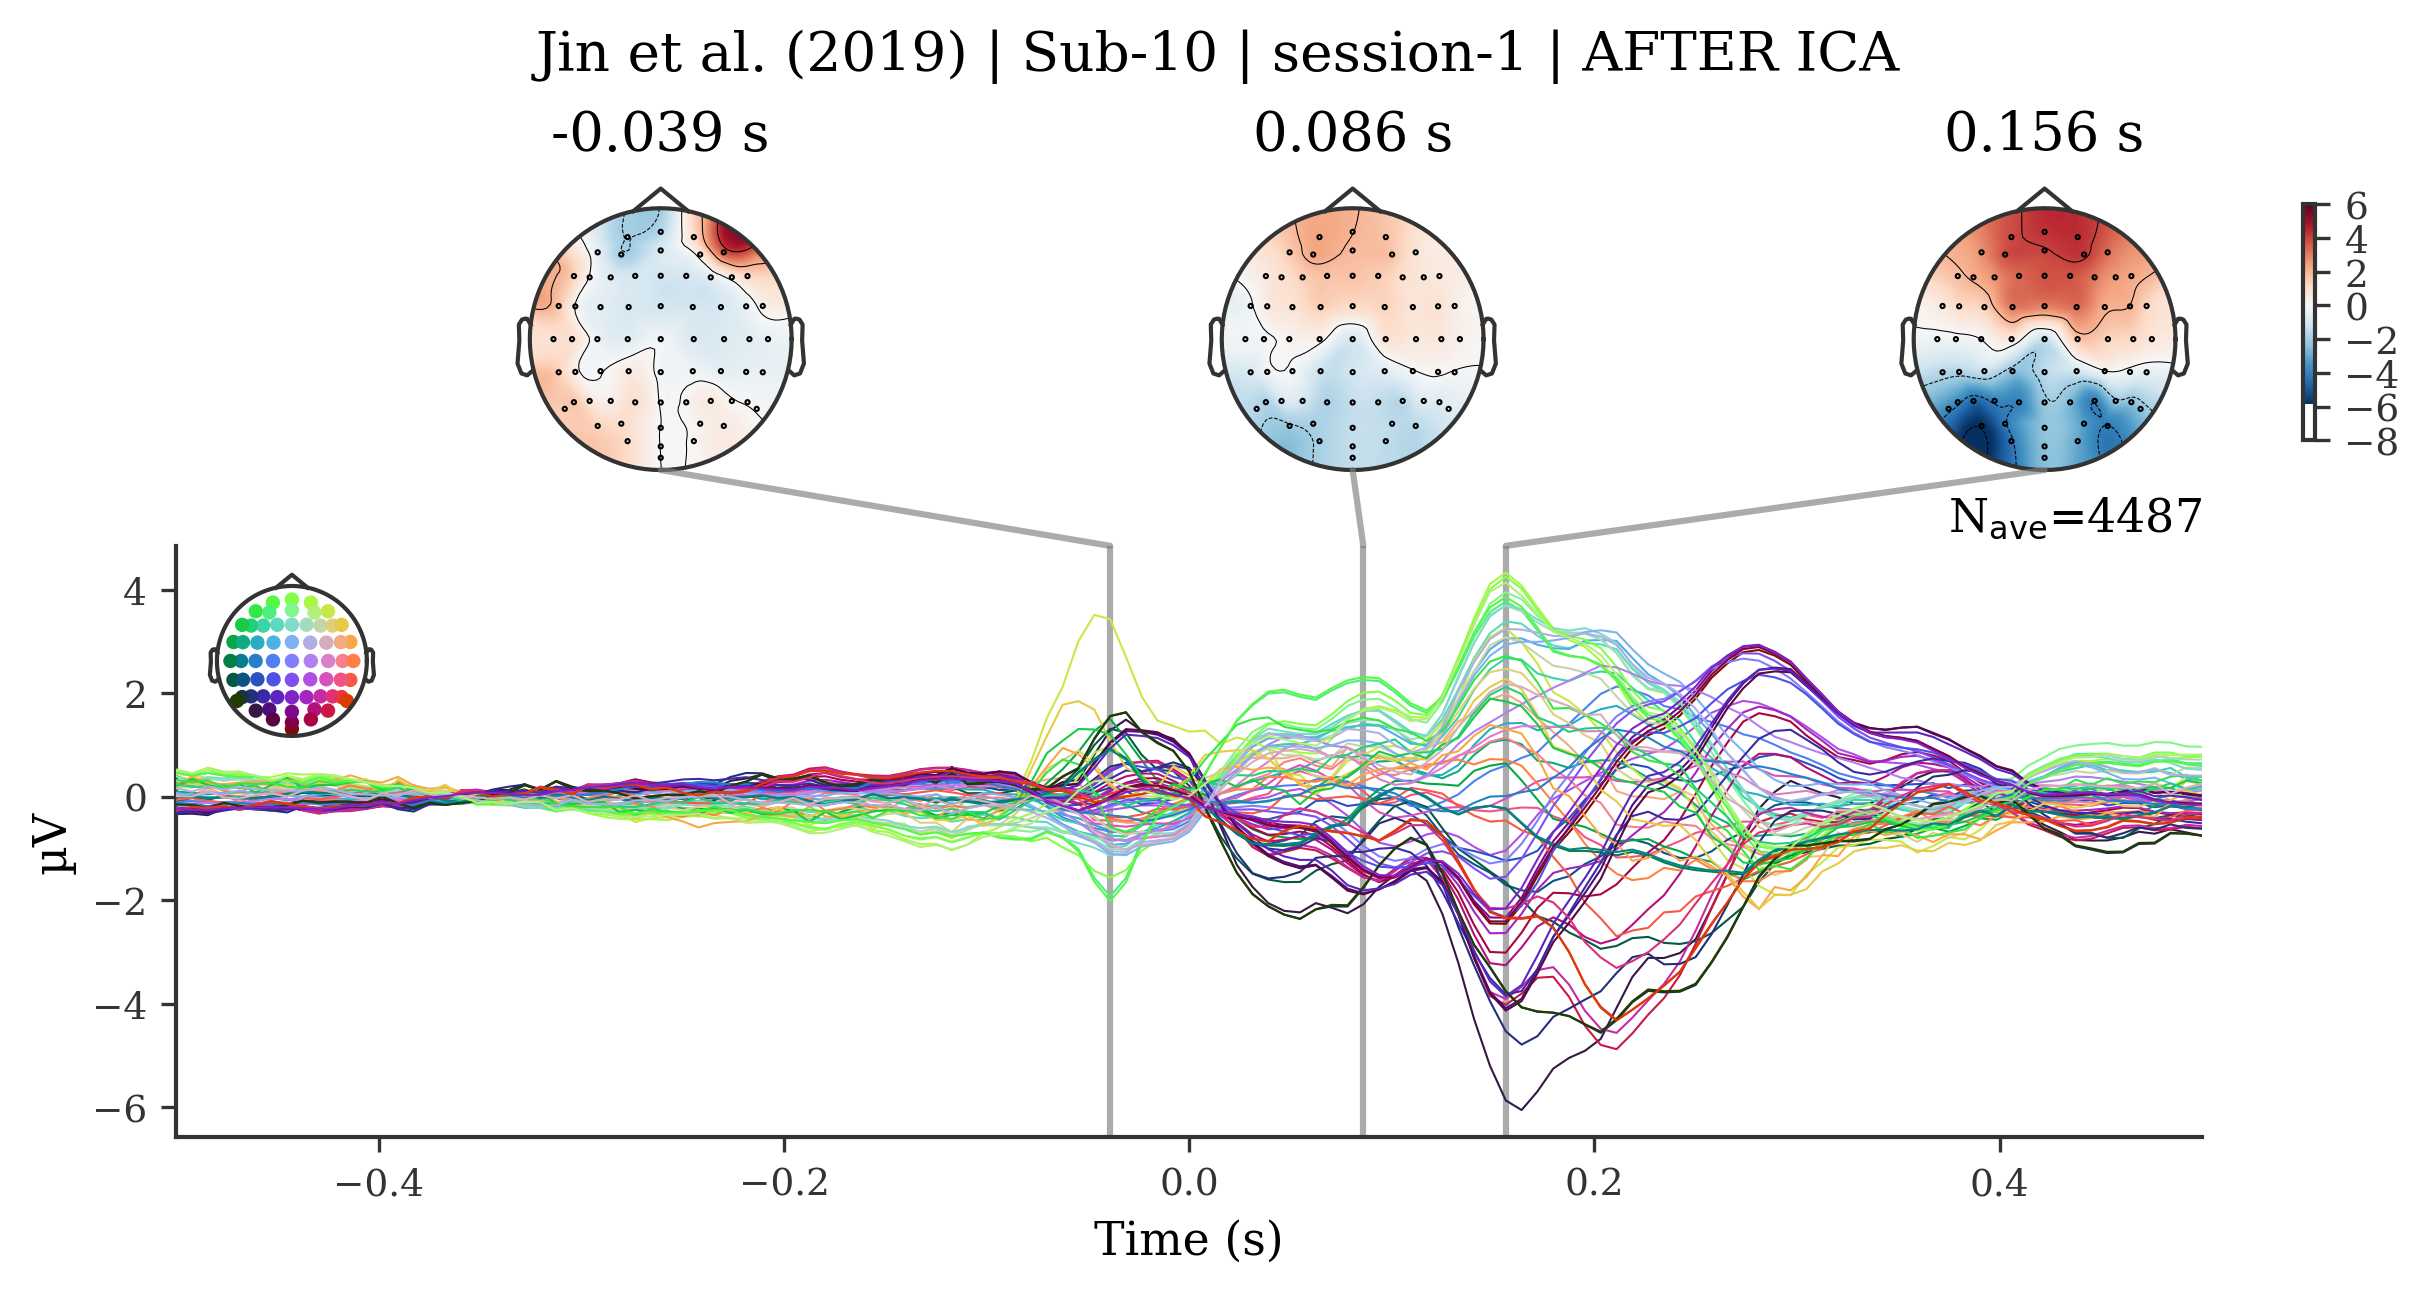 Jin et al. (2019) | Sub-10 | session-1 | AFTER ICA
-0.039 s
0.086 s
0.156 s
6
4
2
0
−2
−4
−6
−8
Nave=4487
4
2
0
−2
−4
−6
µV
−0.4
−0.2
0.0
0.2
0.4
Time (s)